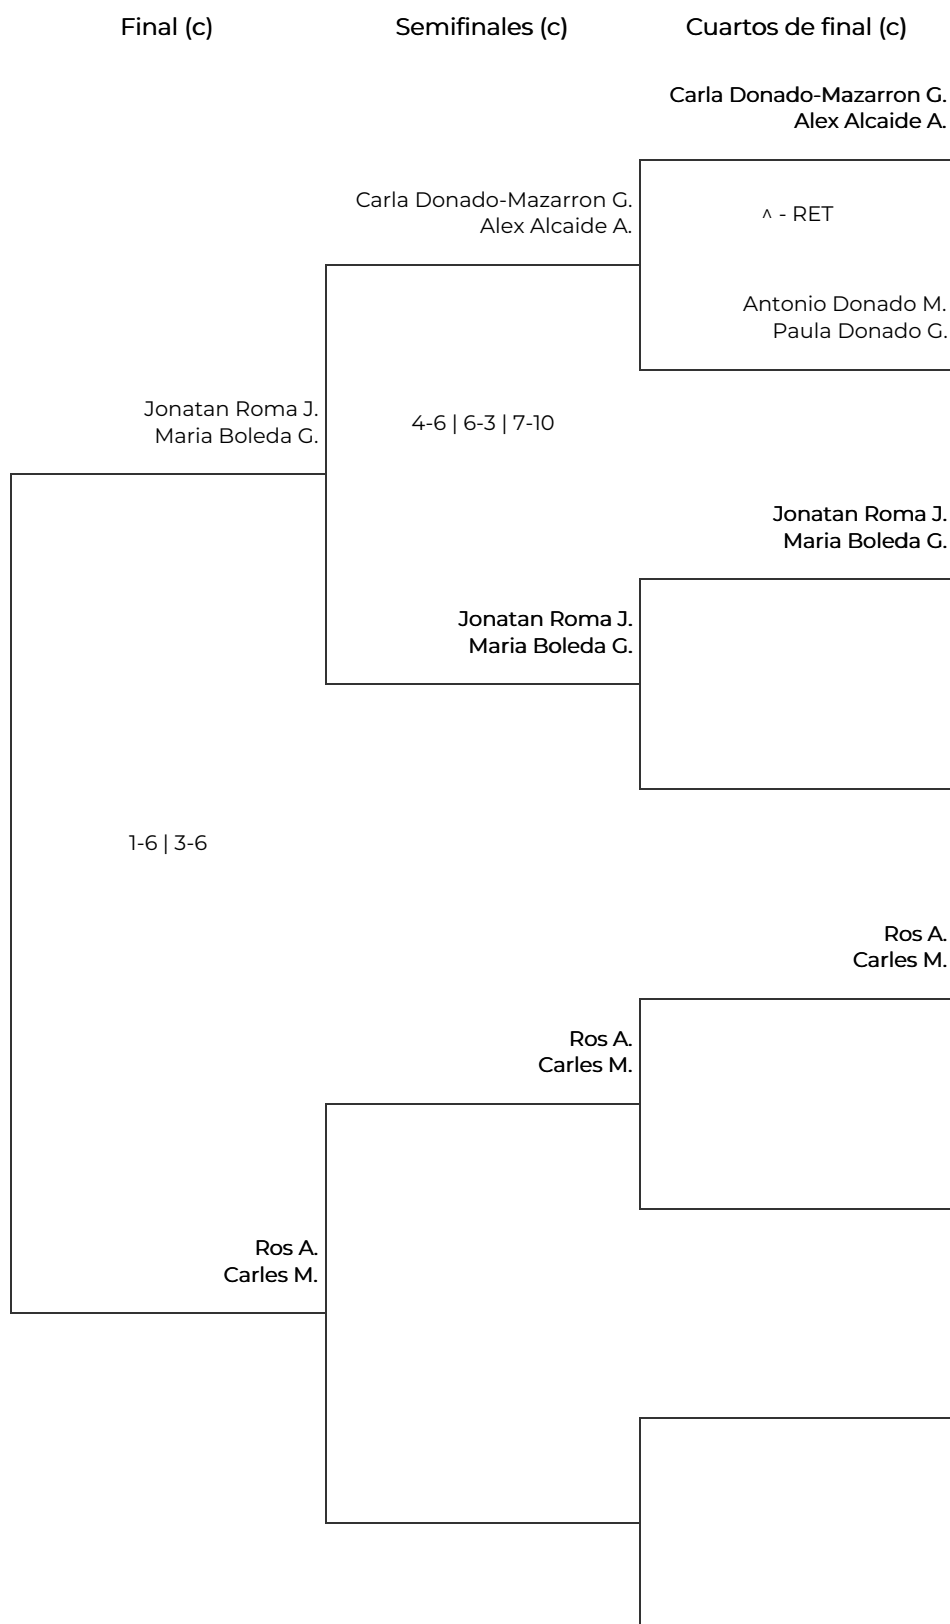 Final (c)
Semifinales (c)
Cuartos de final (c)
Carla Donado-Mazarron G.
Alex Alcaide A.
Carla Donado-Mazarron G.
Alex Alcaide A.
^ - RET
Antonio Donado M.
Paula Donado G.
Jonatan Roma J.
Maria Boleda G.
4-6 | 6-3 | 7-10
Jonatan Roma J.
Maria Boleda G.
Jonatan Roma J.
Maria Boleda G.
1-6 | 3-6
Ros A.
Carles M.
Ros A.
Carles M.
Ros A.
Carles M.